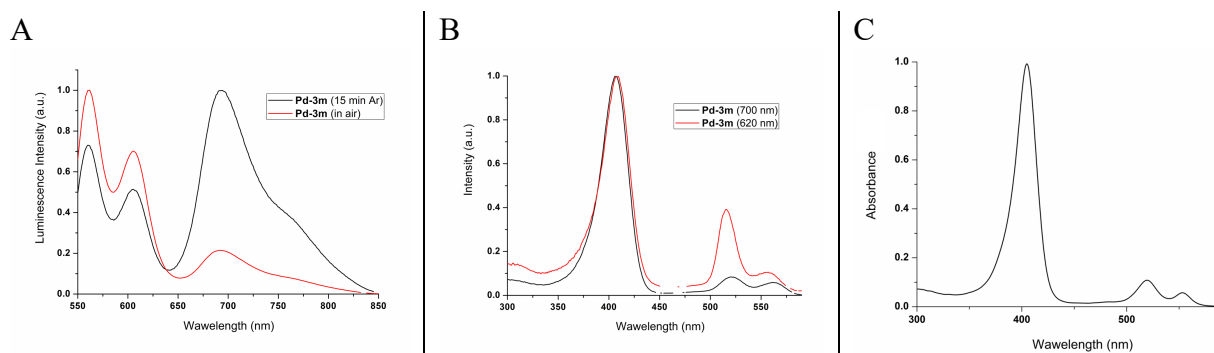 A
Luminescence Intensity (a.u.)
1.0
0.8
0.6
0.4
0.2
0.0
Pd-3m (15 min Ar)
Pd-3m (in air)
550 600 650 700 750 800 850
Wavelength (nm)
B
Intensity (a.u.)
1.0
0.8
0.6
0.4
0.2
0.0
Pd-3m (700 nm)
Pd-3m (620 nm)
300 350 400 450 500 550
Wavelength (nm)
C
Absorbance
1.0
0.8
0.6
0.4
0.2
0.0
300 400 500
Wavelength (nm)